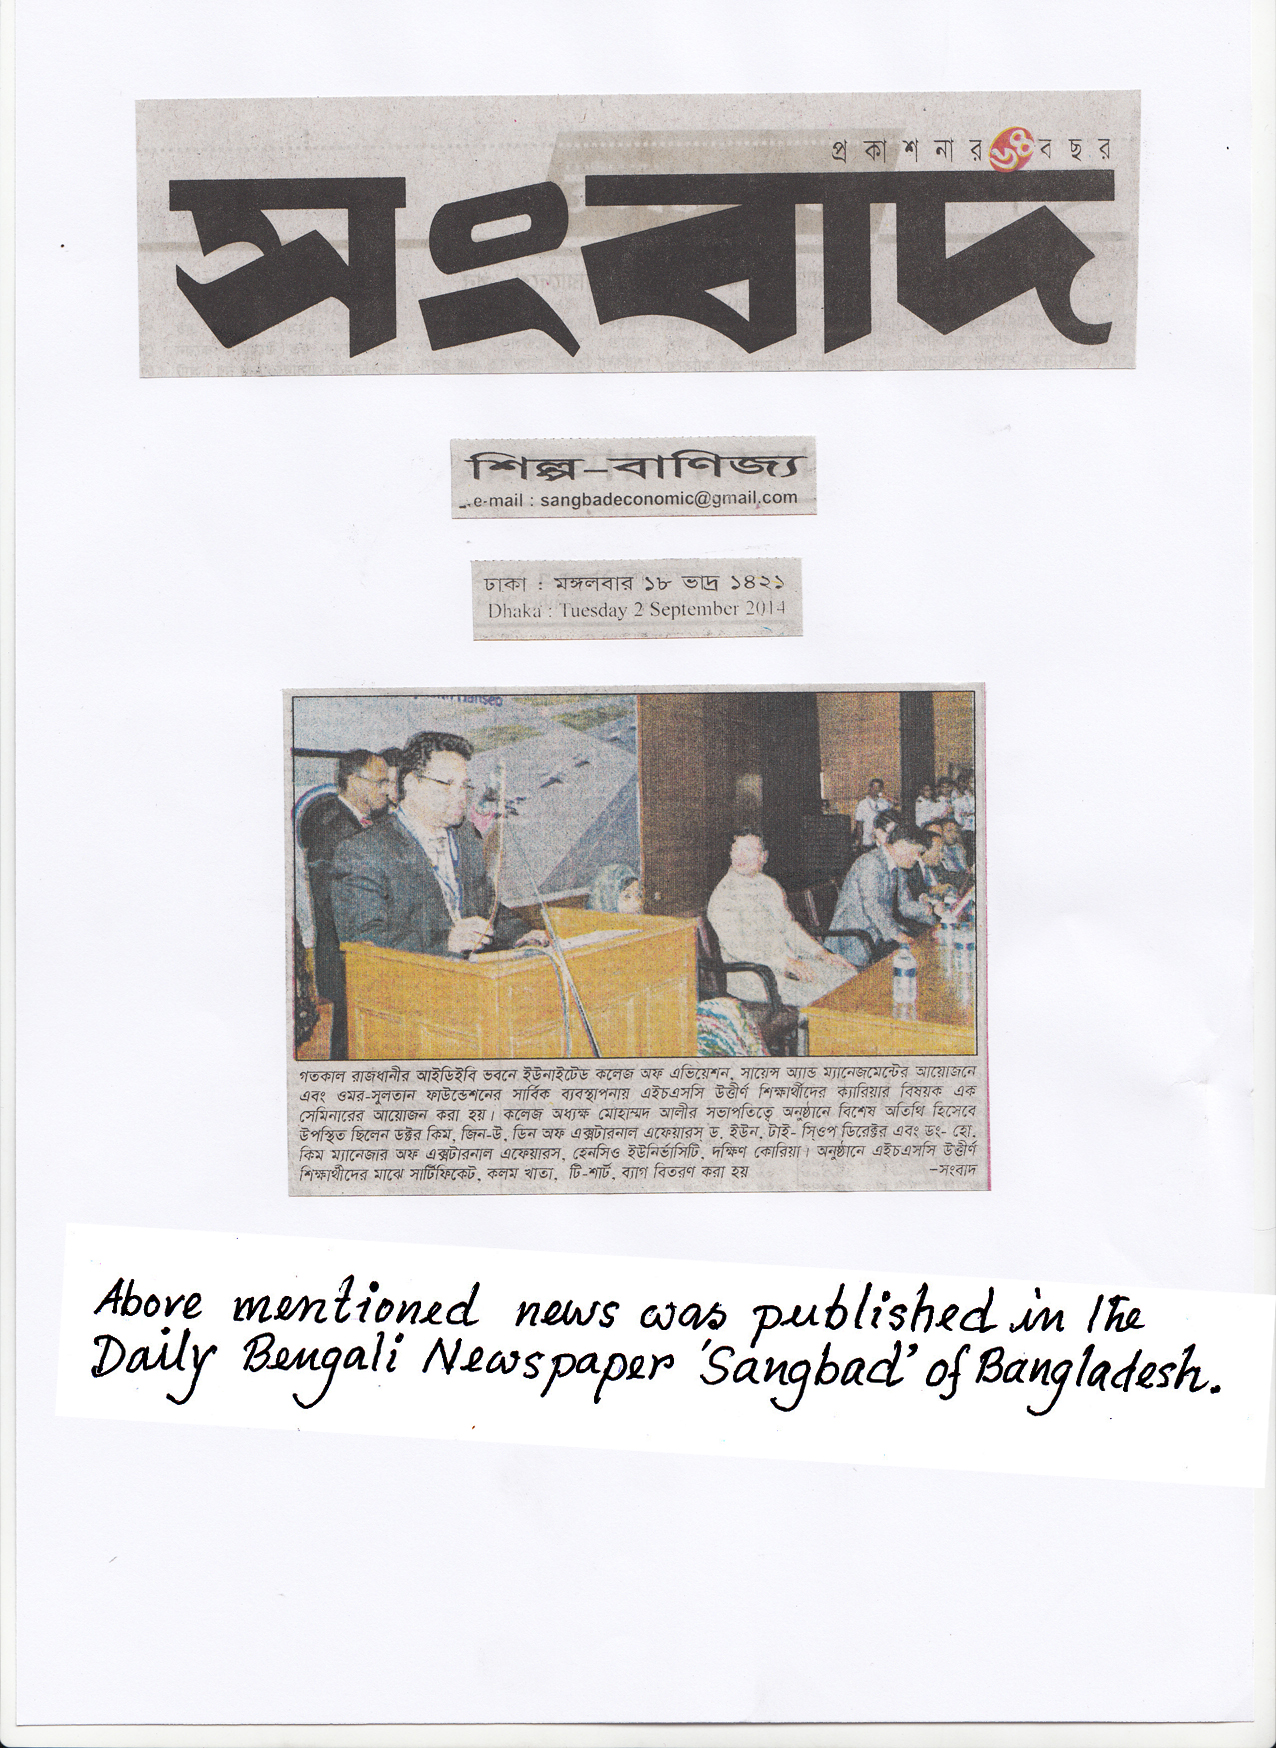 প্রকাশনার ৬৪ বছর
সংবাদ
শিল্প-বাণিজ্য
e-mail : sangbadeconomic@gmail.com
ঢাকা : মঙ্গলবার ১৮ ভাদ্র ১৪২১
Dhaka : Tuesday 2 September 2014
Hanseo
গতকাল রাজধানীর আইডিইবি ভবনে ইউনাইটেড কলেজ অফ এভিয়েশন, সায়েন্স অ্যান্ড ম্যানেজমেন্টের আয়োজনে
এবং ওমর-সুলতান ফাউন্ডেশনের সার্বিক ব্যবস্থাপনায় এইচএসসি উত্তীর্ণ শিক্ষার্থীদের ক্যারিয়ার বিষয়ক এক
সেমিনারের আয়োজন করা হয়। কলেজ অধ্যক্ষ মোহাম্মদ আলীর সভাপতিত্বে অনুষ্ঠানে বিশেষ অতিথি হিসেবে
উপস্থিত ছিলেন ডক্টর কিম, জিন-উ, ডিন অফ এক্সটারনাল এফেয়ারস্ ড. ইউন, টাই- সিওপ ডিরেক্টর এবং ডং- হো,
কিম ম্যানেজার অফ এক্সটারনাল এফেয়ারস, হেনসিও ইউনির্ভাসিটি, দক্ষিণ কোরিয়া। অনুষ্ঠানে এইচএসসি উত্তীর্ণ
শিক্ষার্থীদের মাঝে সার্টিফিকেট, কলম খাতা, টি-শার্ট, ব্যাগ বিতরণ করা হয় –সংবাদ
Above mentioned news was published in the
Daily Bengali Newspaper 'Sangbad' of Bangladesh.